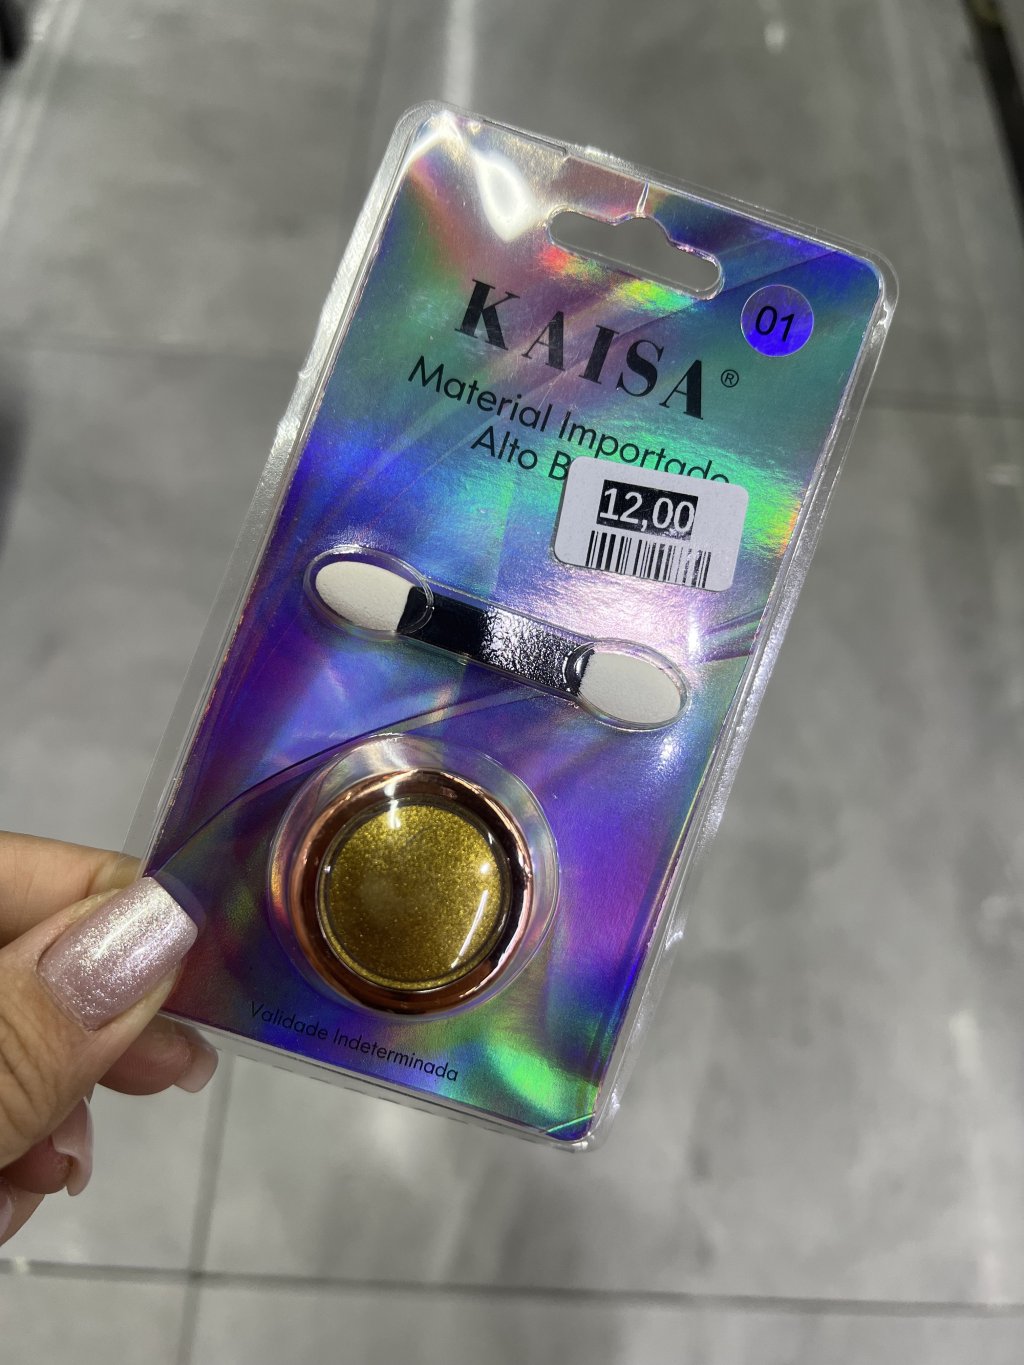 KAISA®
01
Material Importado
Alto
12,00
Validade Indeterminada